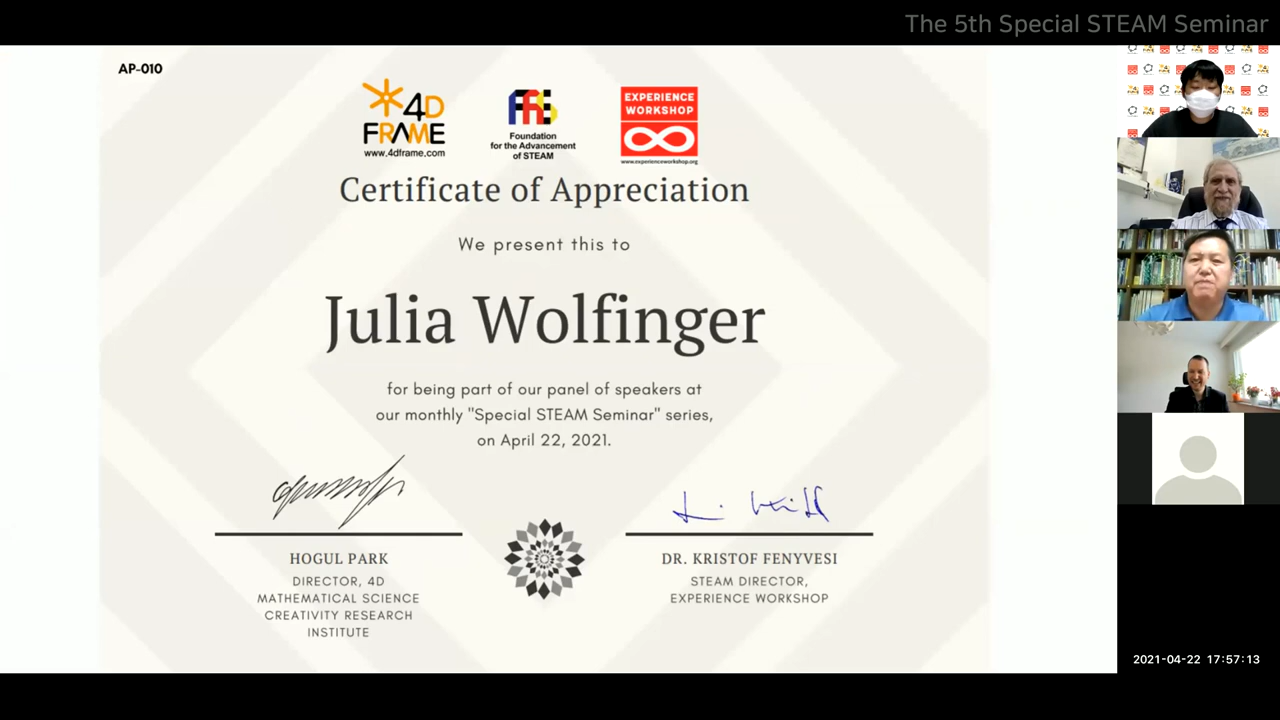 The 5th Special STEAM Seminar
AP-010
4D
FRAME
www.4dframe.com
Foundation
for the Advancement
of STEAM
EXPERIENCE
WORKSHOP
www.experienceworkshop.org
Certificate of Appreciation
We present this to
Julia Wolfinger
for being part of our panel of speakers at
our monthly "Special STEAM Seminar" series,
on April 22, 2021.
HOGUL PARK
DIRECTOR, 4D
MATHEMATICAL SCIENCE
CREATIVITY RESEARCH
INSTITUTE
DR. KRISTOF FENYVESI
STEAM DIRECTOR,
EXPERIENCE WORKSHOP
2021-04-22 17:57:13